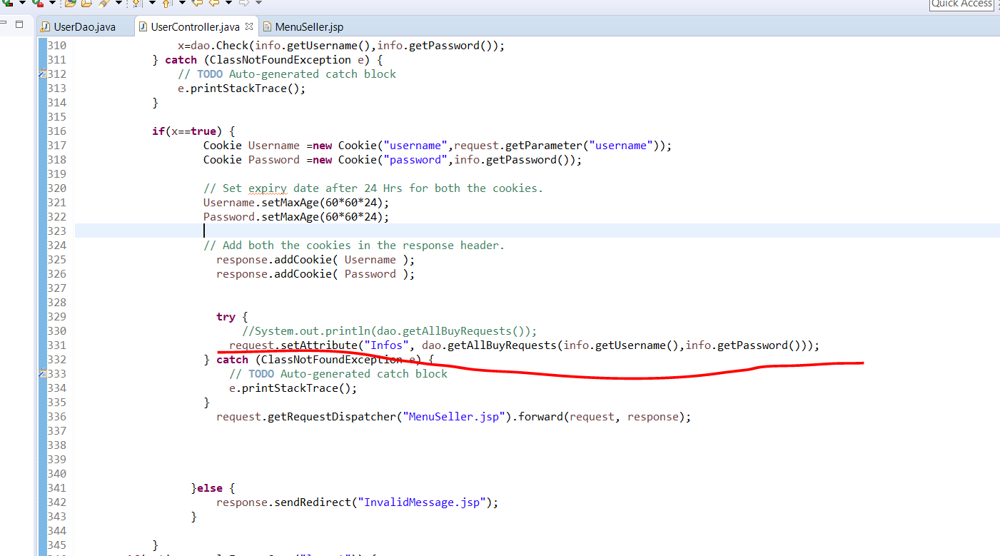 Quick Access
UserDao.java UserController.java MenuSeller.jsp
310 x=dao.Check(info.getUsername(),info.getPassword());
311 } catch (ClassNotFoundException e) {
312 // TODO Auto-generated catch block
313 e.printStackTrace();
314 }
315
316 if(x==true) {
317 Cookie Username =new Cookie("username",request.getParameter("username"));
318 Cookie Password =new Cookie("password",info.getPassword());
319
320 // Set expiry date after 24 Hrs for both the cookies.
321 Username.setMaxAge(60*60*24);
322 Password.setMaxAge(60*60*24);
323
324 // Add both the cookies in the response header.
325 response.addCookie( Username );
326 response.addCookie( Password );
327
328
329 try {
330 //System.out.println(dao.getAllBuyRequests());
331 request.setAttribute("Infos", dao.getAllBuyRequests(info.getUsername(),info.getPassword()));
332 } catch (ClassNotFoundException e) {
333 // TODO Auto-generated catch block
334 e.printStackTrace();
335 }
336 request.getRequestDispatcher("MenuSeller.jsp").forward(request, response);
337
338
339
340
341 }else {
342 response.sendRedirect("InvalidMessage.jsp");
343 }
344
345 }